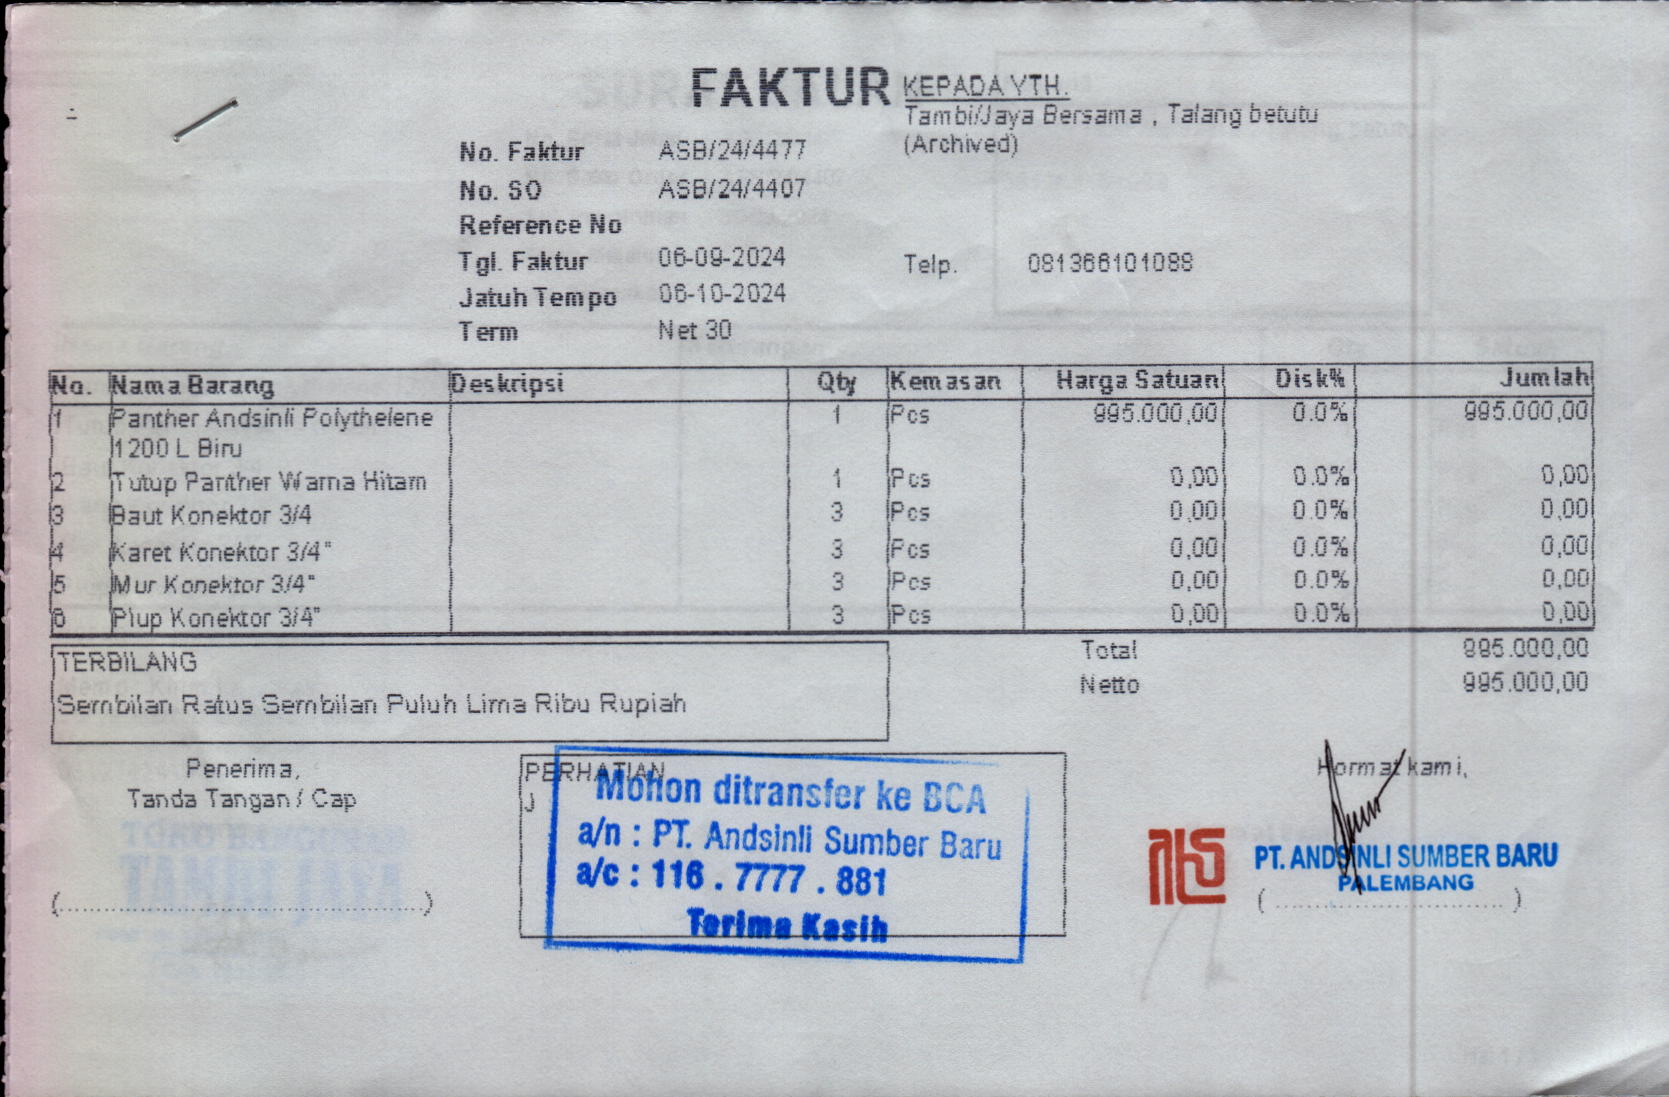 FAKTUR
KEPADA YTH.
Tambi/Jaya Bersama , Talang betutu
(Archived)
No. Faktur ASB/24/4477
No. SO ASB/24/4407
Reference No
Tgl. Faktur 06-09-2024
Telp. 081366101088
Jatuh Tempo 06-10-2024
Term Net 30
No. Nama Barang Deskripsi Qty Kemasan Harga Satuan Disk% Jumlah
1 Panther Andsinli Polythelene 1 Pcs 995.000,00 0.0% 995.000,00
1200 L Biru
2 Tutup Panther Warna Hitam 1 Pcs 0,00 0.0% 0,00
3 Baut Konektor 3/4 3 Pcs 0,00 0.0% 0,00
4 Karet Konektor 3/4" 3 Pcs 0,00 0.0% 0,00
5 Mur Konektor 3/4" 3 Pcs 0,00 0.0% 0,00
6 Plup Konektor 3/4" 3 Pcs 0,00 0.0% 0,00
Total 995.000,00
Netto 995.000,00
TERBILANG
Sembilan Ratus Sembilan Puluh Lima Ribu Rupiah
Penerima,
Tanda Tangan / Cap
TOKO BANGUNAN
TAMBI JAYA
(........................................)
PERHATIAN
J
Mohon ditransfer ke BCA
a/n : PT. Andsinli Sumber Baru
a/c : 116 . 7777 . 881
Terima Kasih
Hormat kami,
PT. ANDSINLI SUMBER BARU
PALEMBANG
(................................)